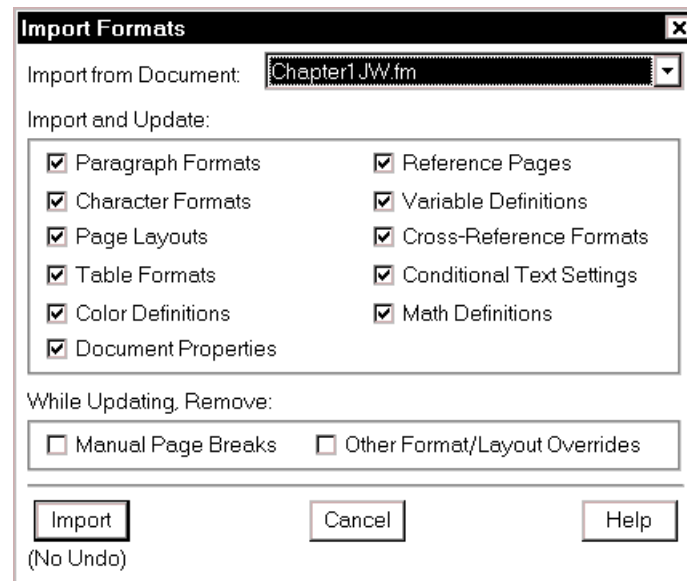 Import Formats
Import from Document: Chapter1JW.fm
Import and Update:
Paragraph Formats Reference Pages
Character Formats Variable Definitions
Page Layouts Cross-Reference Formats
Table Formats Conditional Text Settings
Color Definitions Math Definitions
Document Properties
While Updating, Remove:
Manual Page Breaks Other Format/Layout Overrides
Import Cancel Help
(No Undo)